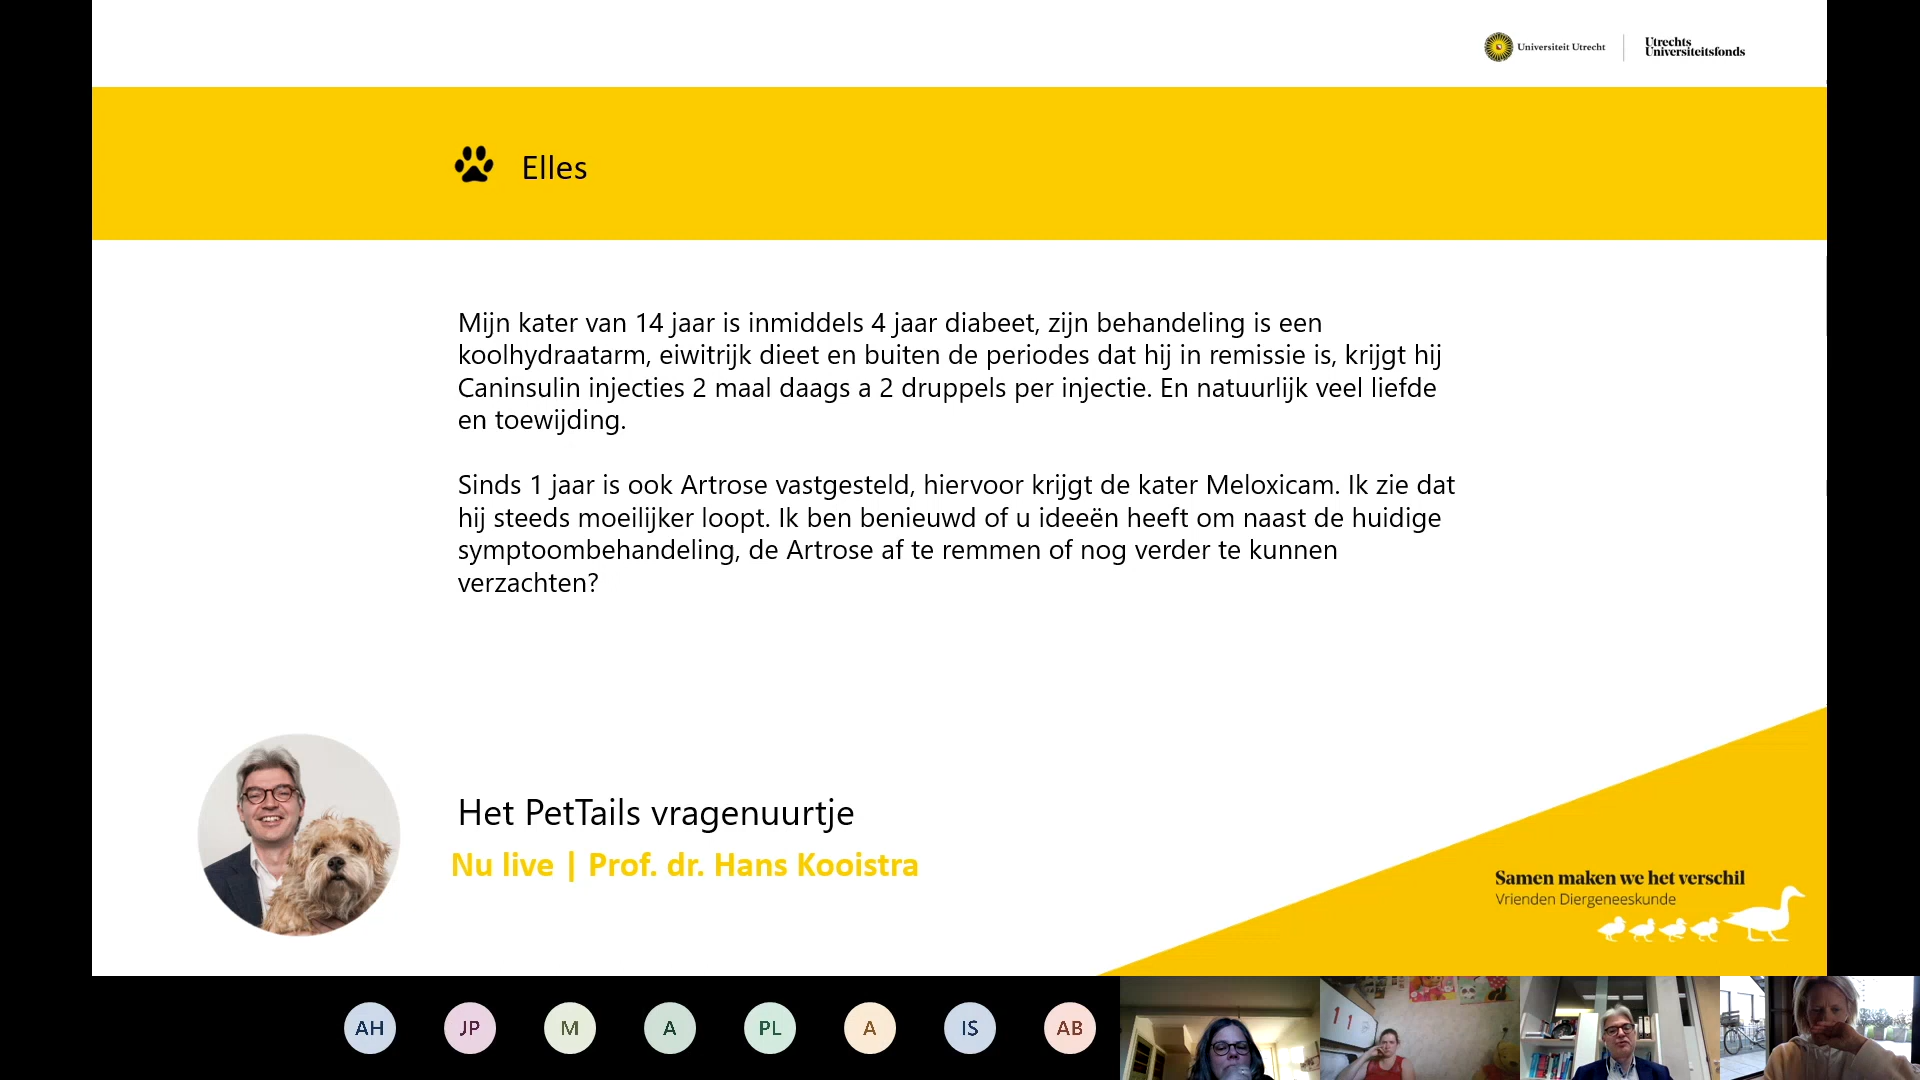 Universiteit Utrecht
Utrechts
Universiteitsfonds
Elles
Mijn kater van 14 jaar is inmiddels 4 jaar diabeet, zijn behandeling is een
koolhydraatarm, eiwitrijk dieet en buiten de periodes dat hij in remissie is, krijgt hij
Caninsulin injecties 2 maal daags a 2 druppels per injectie. En natuurlijk veel liefde
en toewijding.
Sinds 1 jaar is ook Artrose vastgesteld, hiervoor krijgt de kater Meloxicam. Ik zie dat
hij steeds moeilijker loopt. Ik ben benieuwd of u ideeën heeft om naast de huidige
symptoombehandeling, de Artrose af te remmen of nog verder te kunnen
verzachten?
Het PetTails vragenuurtje
Nu live | Prof. dr. Hans Kooistra
Samen maken we het verschil
Vrienden Diergeneeskunde
AH
JP
M
A
PL
A
IS
AB
11